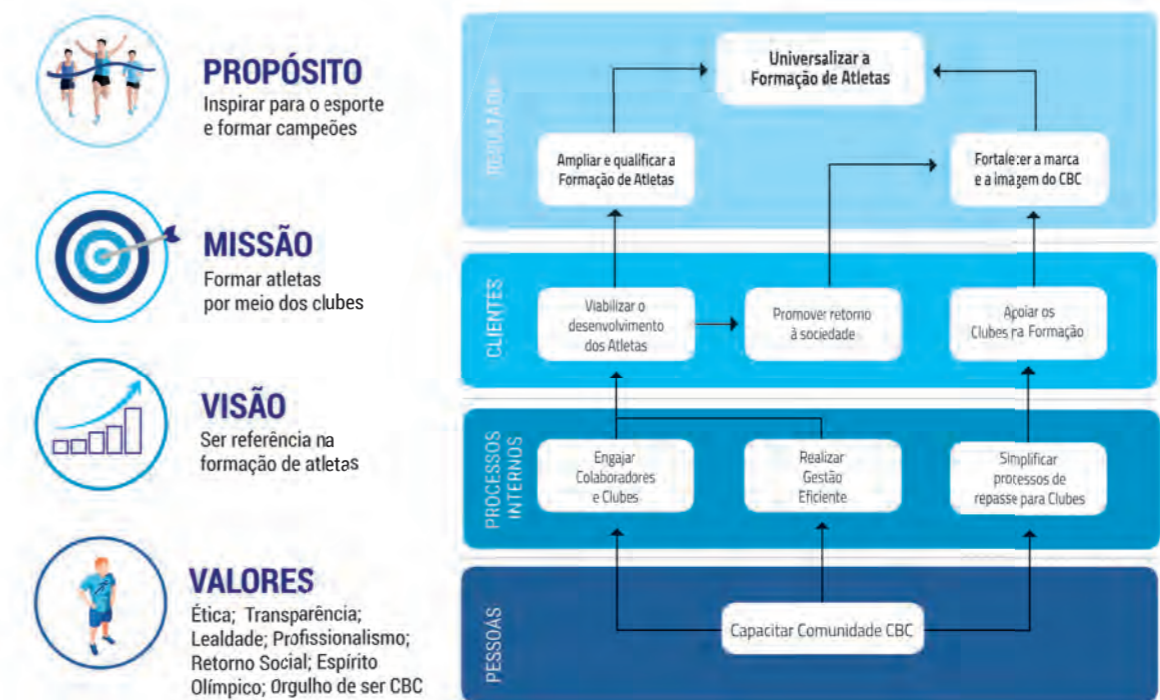 PROPÓSITO
Inspirar para o esporte
e formar campeões
MISSÃO
Formar atletas
por meio dos clubes
VISÃO
Ser referência na
formação de atletas
VALORES
Ética; Transparência;
Lealdade; Profissionalismo;
Retorno Social; Espírito
Olímpico; Orgulho de ser CBC
Universalizar a
Formação de Atletas
Ampliar e qualificar a
Formação de Atletas
Fortalecer a marca
e a imagem do CBC
CLIENTES
Viabilizar o
desenvolvimento
dos Atletas
Promover retorno
à sociedade
Apoiar os
Clubes na Formação
PROCESSOS
INTERNOS
Engajar
Colaboradores
e Clubes
Realizar
Gestão
Eficiente
Simplificar
processos de
repasse para Clubes
PESSOAS
Capacitar Comunidade CBC